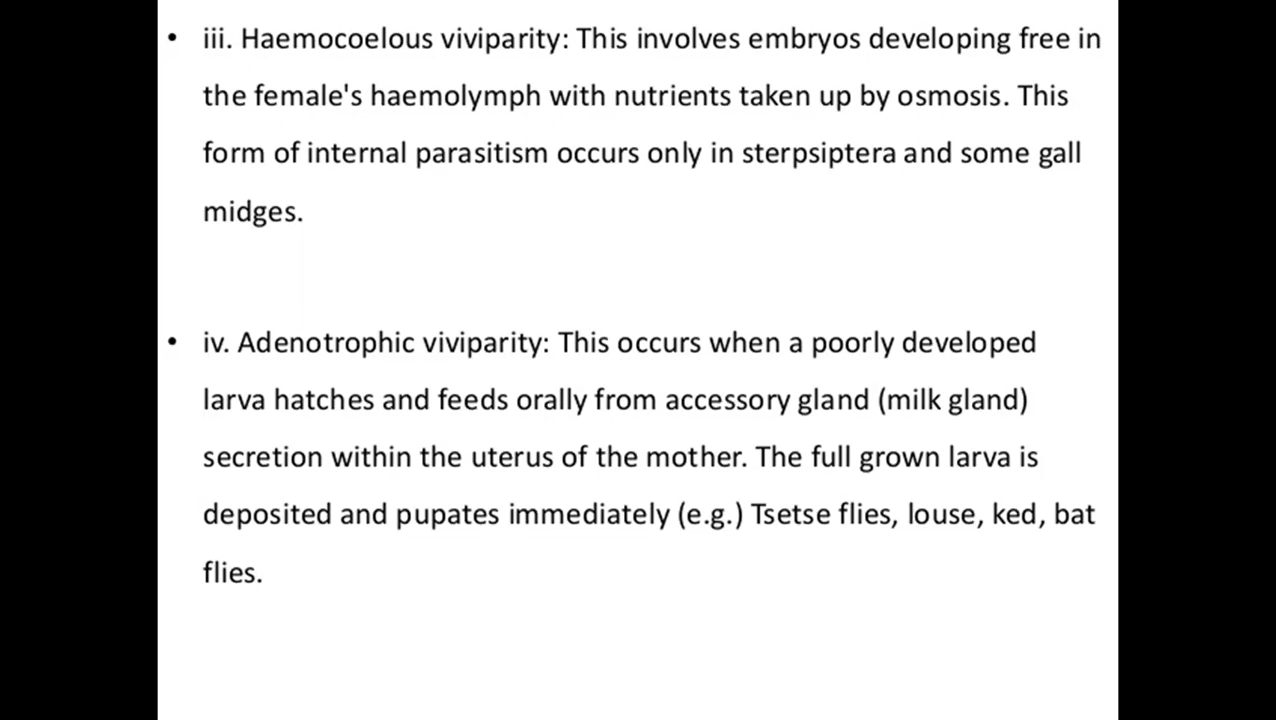 • iii. Haemocoelous viviparity: This involves embryos developing free in
the female's haemolymph with nutrients taken up by osmosis. This
form of internal parasitism occurs only in sterpsiptera and some gall
midges.
• iv. Adenotrophic viviparity: This occurs when a poorly developed
larva hatches and feeds orally from accessory gland (milk gland)
secretion within the uterus of the mother. The full grown larva is
deposited and pupates immediately (e.g.) Tsetse flies, louse, ked, bat
flies.